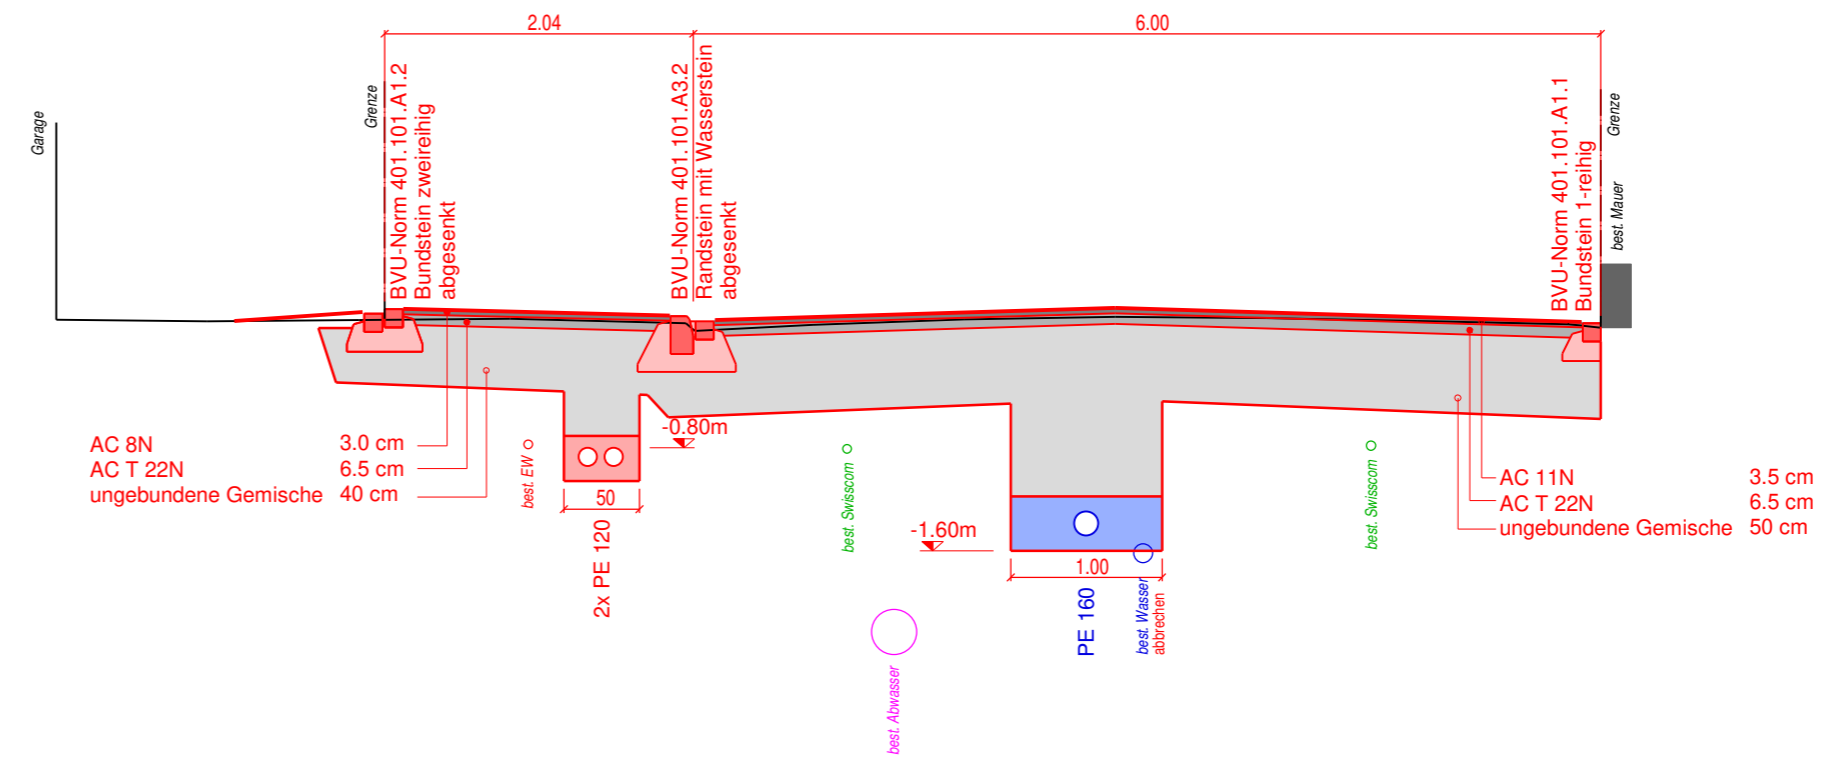 2.04
6.00
Garage
Grenze
BVU-Norm 401.101.A1.2
Bundstein zweireihig
abgesenkt
BVU-Norm 401.101.A3.2
Randstein mit Wasserstein
abgesenkt
BVU-Norm 401.101.A1.1
Bundstein 1-reihig
Grenze
best. Mauer
AC 8N 3.0 cm
AC T 22N 6.5 cm
ungebundene Gemische 40 cm
best. EW
50
2x PE 120
-0.80m
best. Swisscom
best. Abwasser
-1.60m
1.00
PE 160
best. Wasser
abbrechen
best. Swisscom
AC 11N 3.5 cm
AC T 22N 6.5 cm
ungebundene Gemische 50 cm